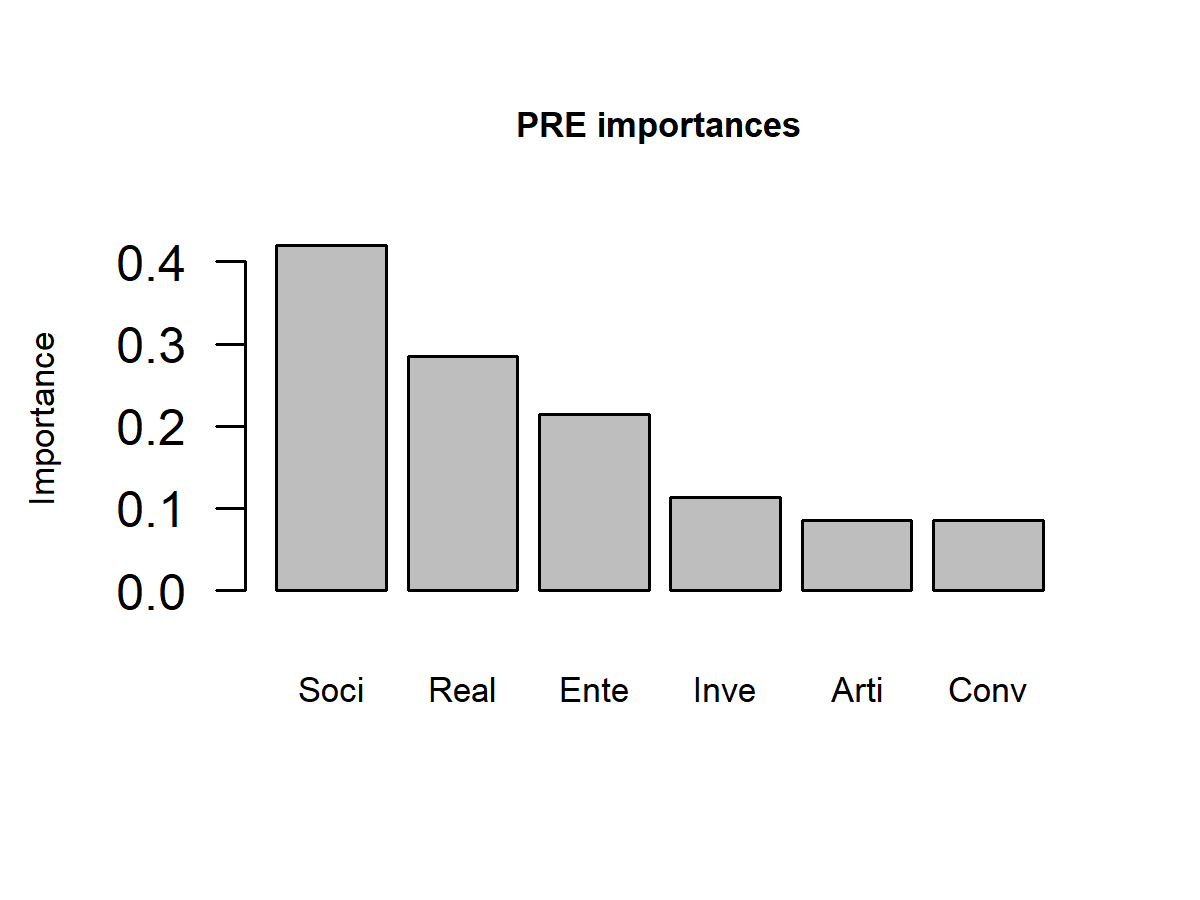 PRE importances
Importance
0.4
0.3
0.2
0.1
0.0
Soci Real Ente Inve Arti Conv